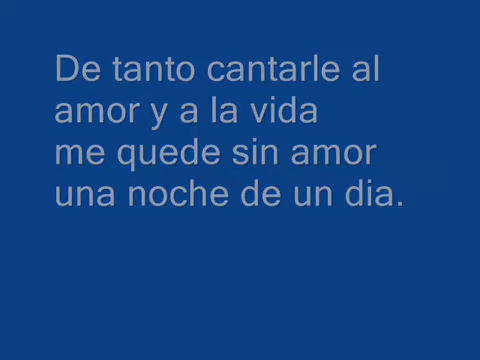 De tanto cantarle al
amor y a la vida
me quede sin amor
una noche de un dia.